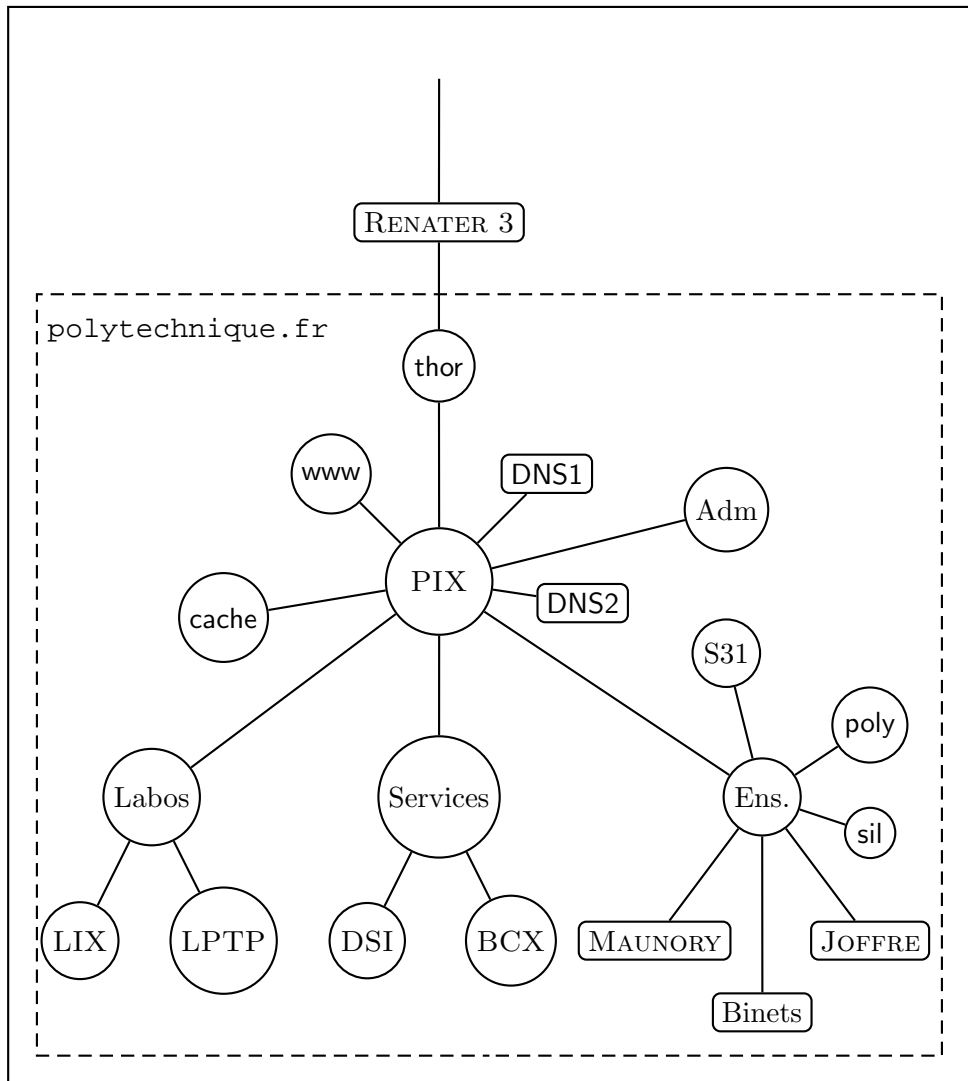 RENATER 3
polytechnique.fr
thor
www
DNS1
Adm
PIX
cache
DNS2
S31
poly
Labos
Services
Ens.
sil
LIX
LPTP
DSI
BCX
MAUNORY
JOFFRE
Binets